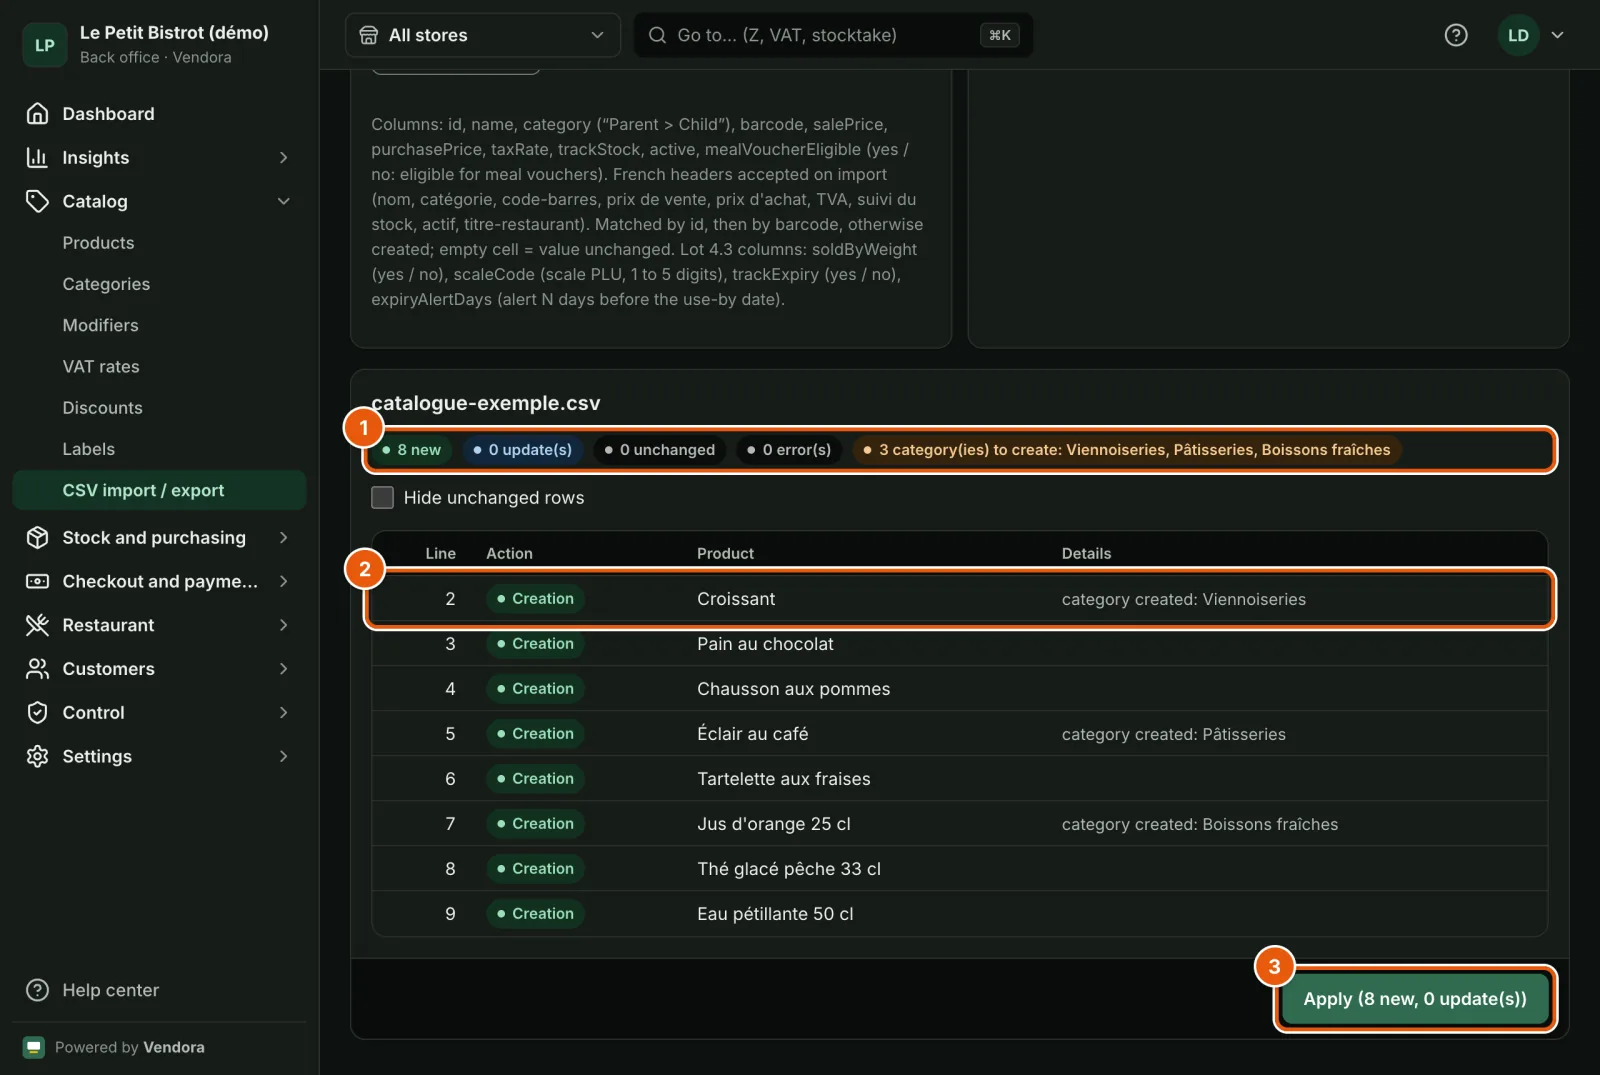 LP
Le Petit Bistrot (démo)
Back office · Vendora
All stores
Go to... (Z, VAT, stocktake)
⌘K
LD
Dashboard
Insights
Catalog
Products
Categories
Modifiers
VAT rates
Discounts
Labels
CSV import / export
Stock and purchasing
Checkout and payme...
Restaurant
Customers
Control
Settings
Help center
Powered by Vendora
Columns: id, name, category (“Parent > Child”), barcode, salePrice,
purchasePrice, taxRate, trackStock, active, mealVoucherEligible (yes /
no: eligible for meal vouchers). French headers accepted on import
(nom, catégorie, code-barres, prix de vente, prix d'achat, TVA, suivi du
stock, actif, titre-restaurant). Matched by id, then by barcode, otherwise
created; empty cell = value unchanged. Lot 4.3 columns: soldByWeight
(yes / no), scaleCode (scale PLU, 1 to 5 digits), trackExpiry (yes / no),
expiryAlertDays (alert N days before the use-by date).
catalogue-exemple.csv
1
8 new 0 update(s) 0 unchanged 0 error(s) 3 category(ies) to create: Viennoiseries, Pâtisseries, Boissons fraîches
Hide unchanged rows
Line Action Product Details
2
2 Creation Croissant category created: Viennoiseries
3 Creation Pain au chocolat
4 Creation Chausson aux pommes
5 Creation Éclair au café category created: Pâtisseries
6 Creation Tartelette aux fraises
7 Creation Jus d'orange 25 cl category created: Boissons fraîches
8 Creation Thé glacé pêche 33 cl
9 Creation Eau pétillante 50 cl
3
Apply (8 new, 0 update(s))